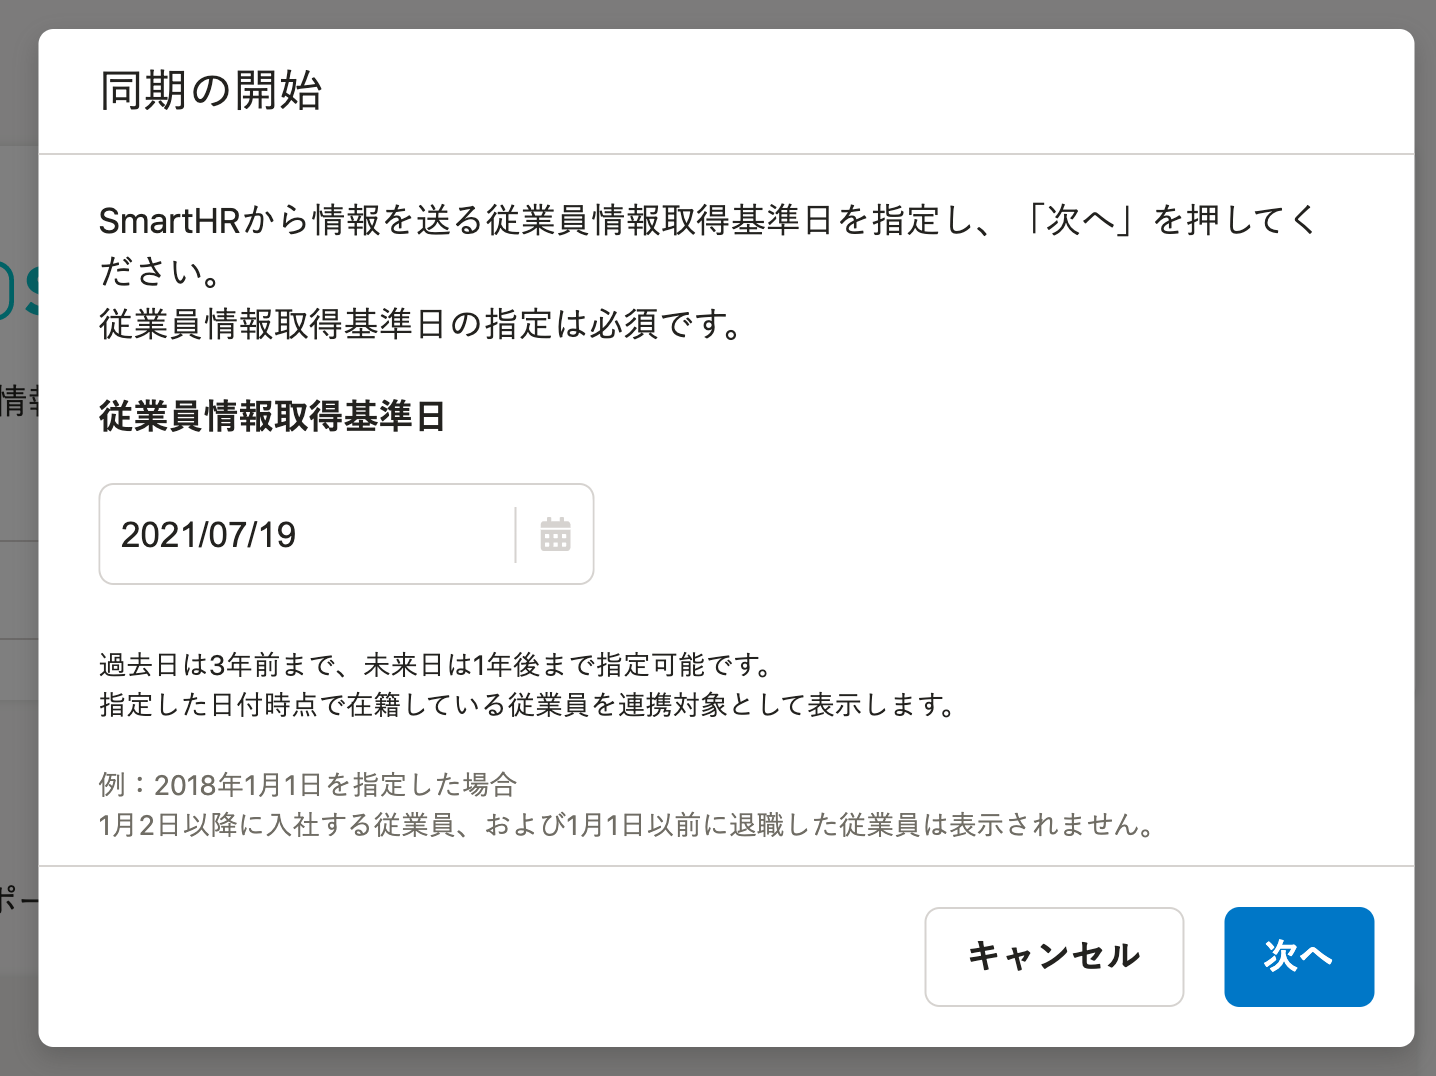 同期の開始
SmartHRから情報を送る従業員情報取得基準日を指定し、「次へ」を押してく
ださい。
従業員情報取得基準日の指定は必須です。
従業員情報取得基準日
2021/07/19
過去日は3年前まで、未来日は1年後まで指定可能です。
指定した日付時点で在籍している従業員を連携対象として表示します。
例：2018年1月1日を指定した場合
1月2日以降に入社する従業員、および1月1日以前に退職した従業員は表示されません。
キャンセル
次へ
情報
ポー